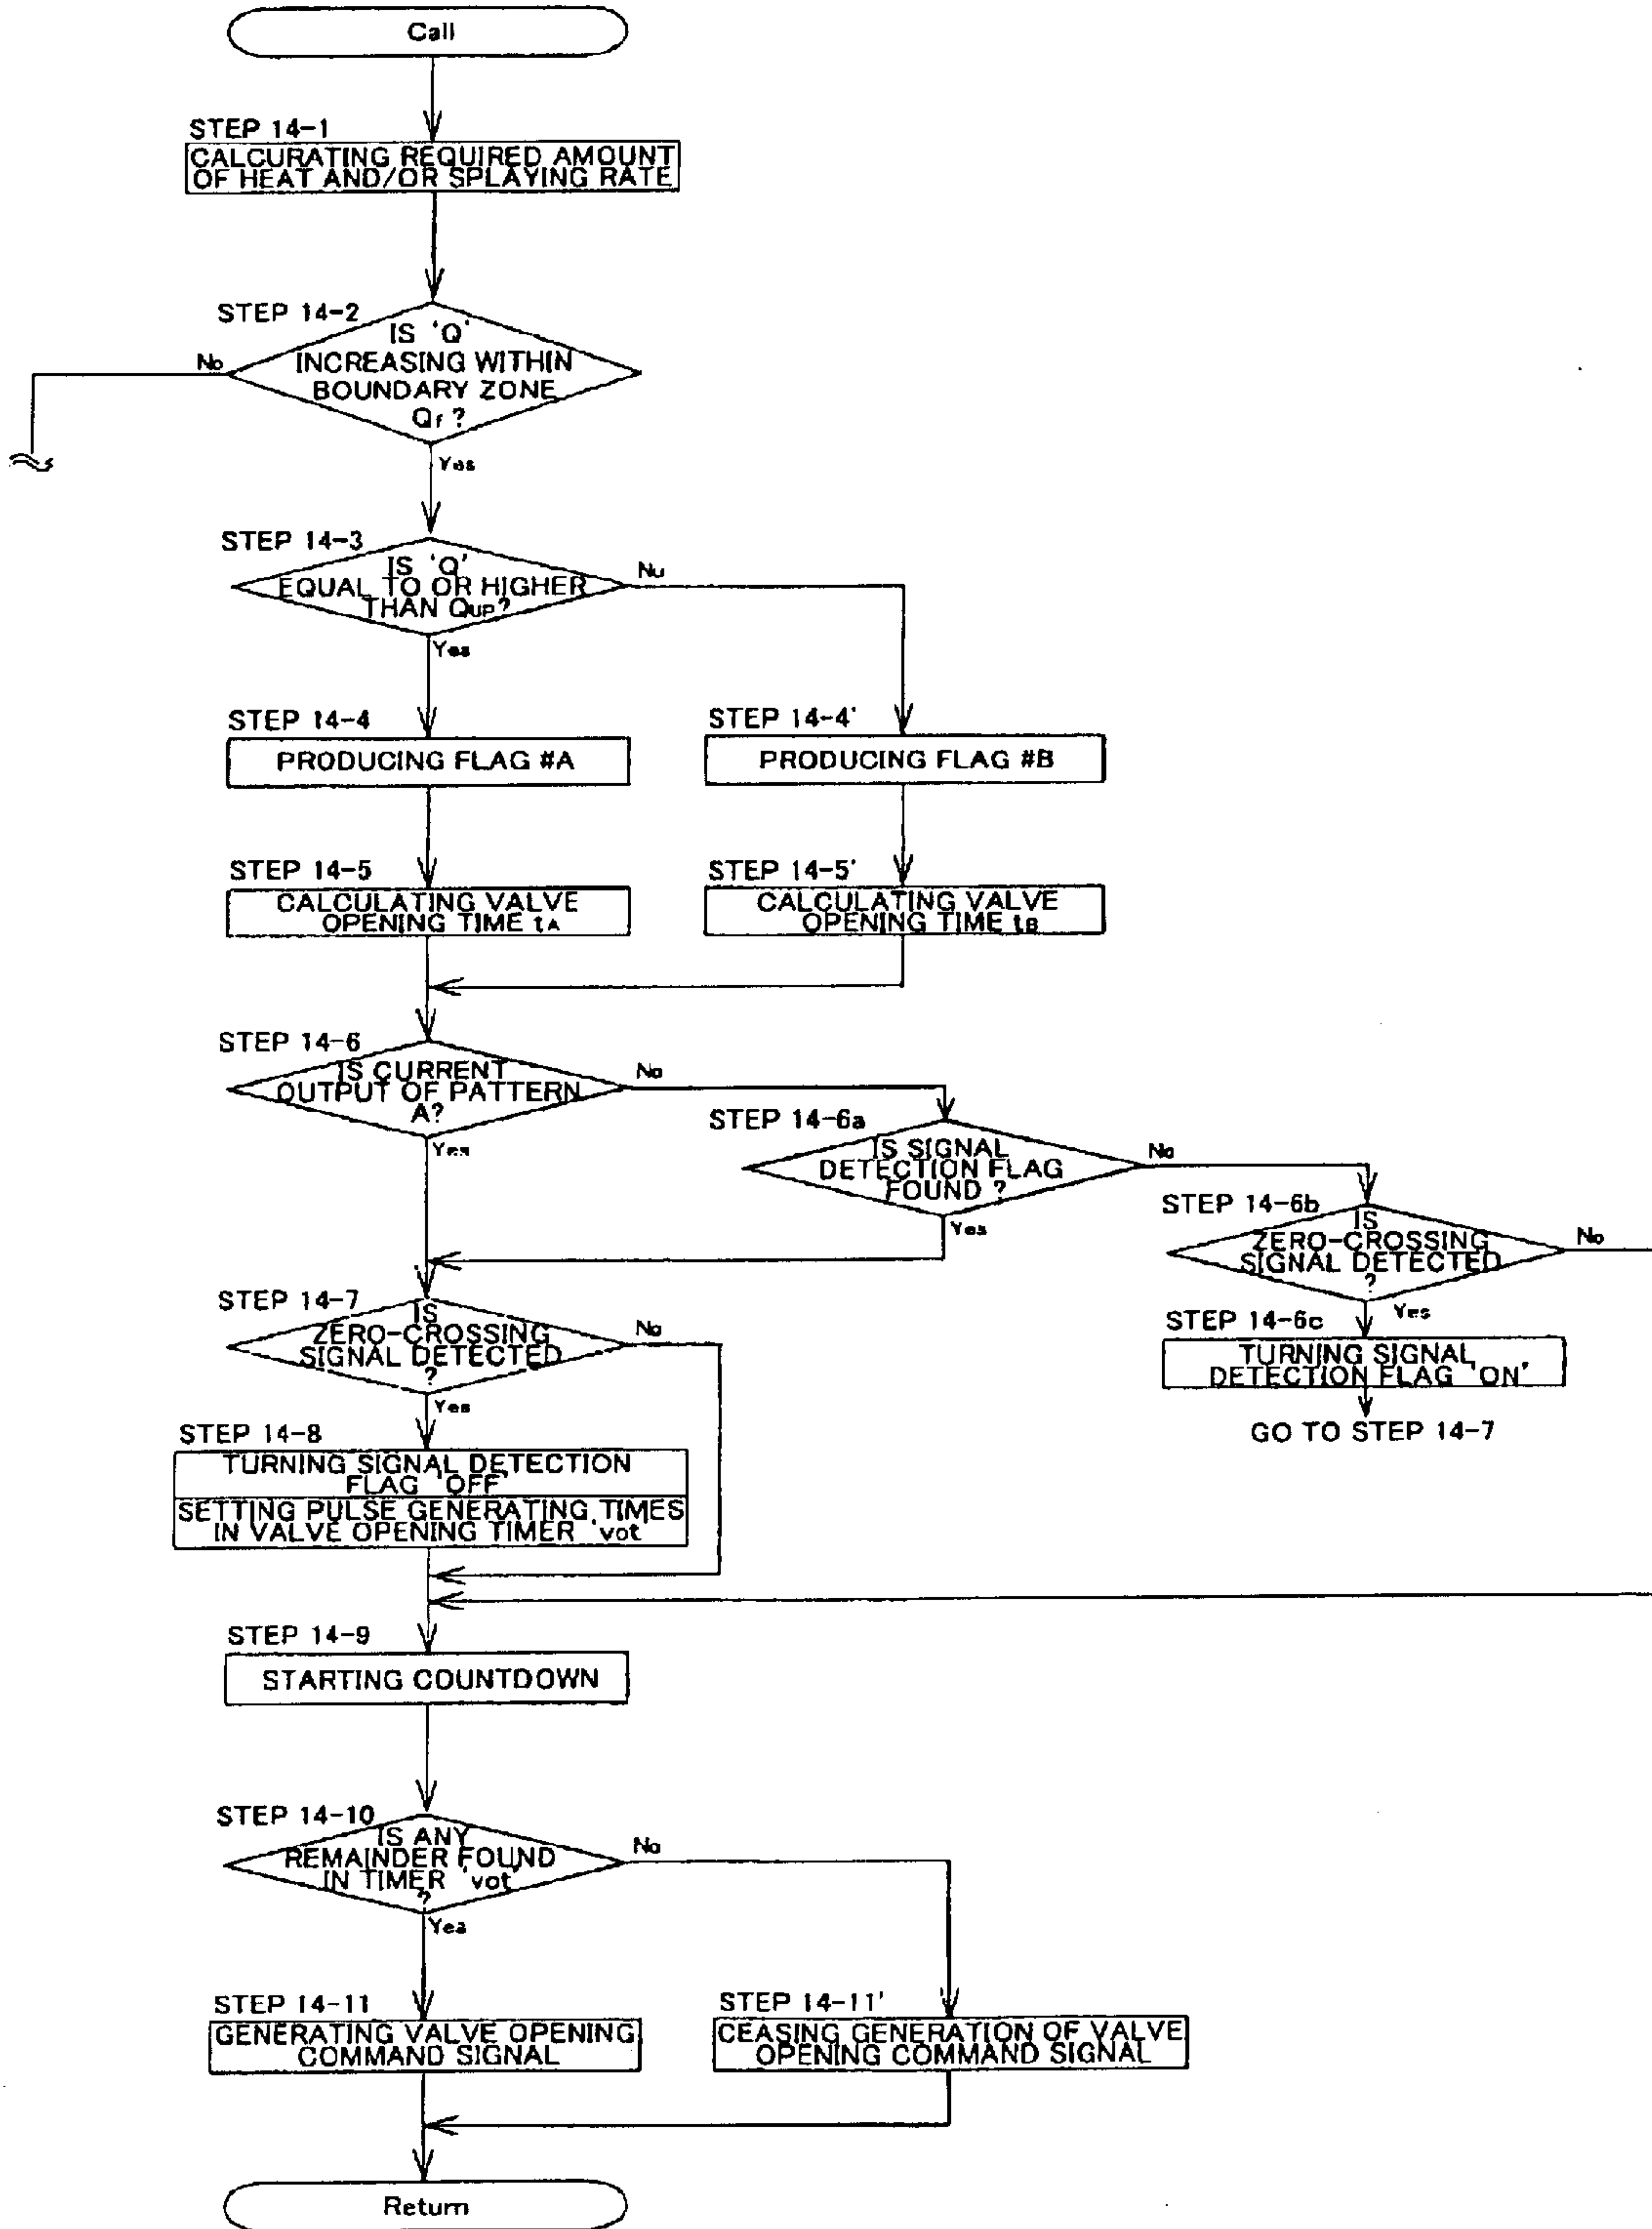 Call
STEP 14-1
CALCURATING REQUIRED AMOUNT
OF HEAT AND/OR SPLAYING RATE
STEP 14-2
IS 'Q'
INCREASING WITHIN
BOUNDARY ZONE
Qf ?
No
Yes
STEP 14-3
IS 'Q'
EQUAL TO OR HIGHER
THAN QUP?
No
Yes
STEP 14-4
PRODUCING FLAG #A
STEP 14-4'
PRODUCING FLAG #B
STEP 14-5
CALCULATING VALVE
OPENING TIME tA
STEP 14-5'
CALCULATING VALVE
OPENING TIME tB
STEP 14-6
IS CURRENT
OUTPUT OF PATTERN
A?
No
Yes
STEP 14-6a
IS SIGNAL
DETECTION FLAG
FOUND ?
No
Yes
STEP 14-6b
IS
ZERO-CROSSING
SIGNAL DETECTED
?
No
Yes
STEP 14-6c
TURNING SIGNAL
DETECTION FLAG 'ON'
GO TO STEP 14-7
STEP 14-7
IS
ZERO-CROSSING
SIGNAL DETECTED
?
No
Yes
STEP 14-8
TURNING SIGNAL DETECTION
FLAG 'OFF'
SETTING PULSE GENERATING TIMES
IN VALVE OPENING TIMER 'vot'
STEP 14-9
STARTING COUNTDOWN
STEP 14-10
IS ANY
REMAINDER FOUND
IN TIMER 'vot'
?
No
Yes
STEP 14-11
GENERATING VALVE OPENING
COMMAND SIGNAL
STEP 14-11'
CEASING GENERATION OF VALVE
OPENING COMMAND SIGNAL
Return